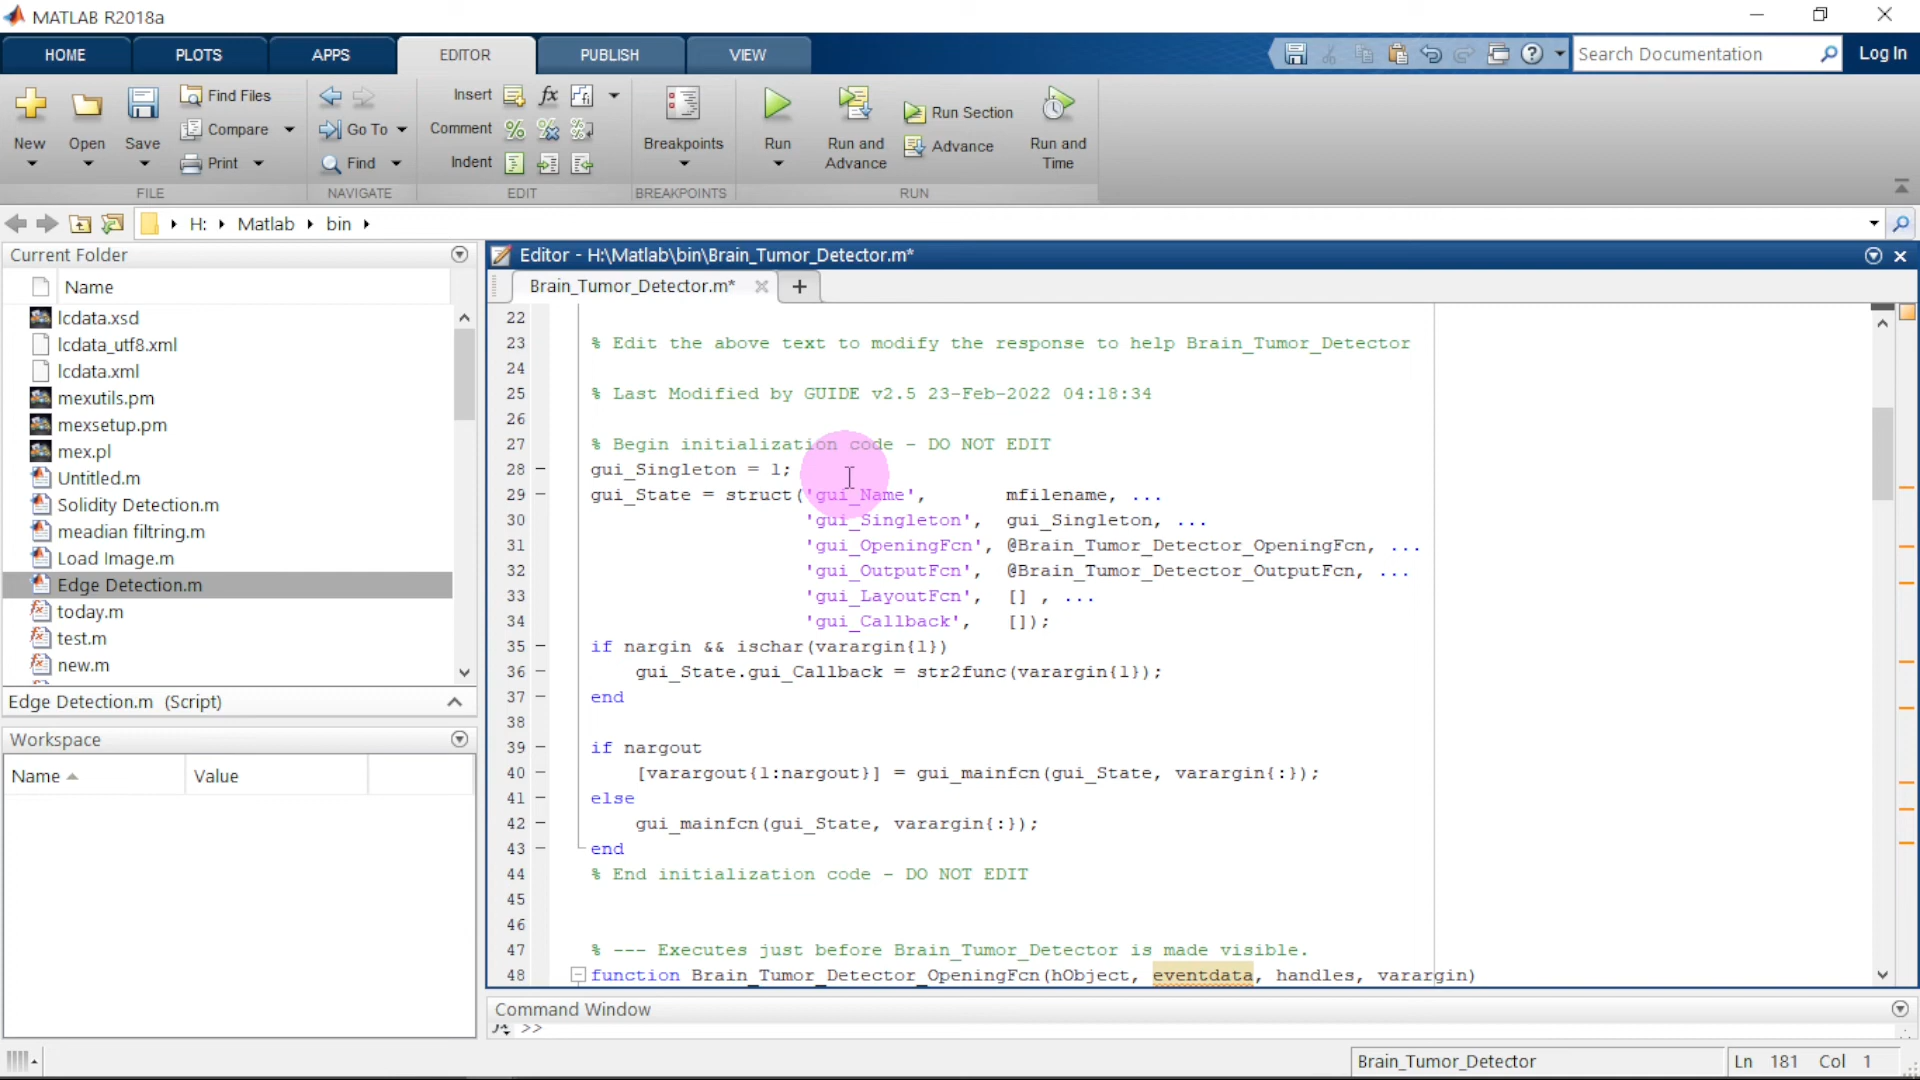 MATLAB R2018a
HOME PLOTS APPS EDITOR PUBLISH VIEW Search Documentation Log In
New Open Save Find Files Compare Print
FILE
Go To Find
NAVIGATE
Insert fx
Comment
Indent
EDIT
Breakpoints
BREAKPOINTS
Run Run and Advance Run Section Advance Run and Time
RUN
H: Matlab bin
Current Folder
Name
lcdata.xsd
lcdata_utf8.xml
lcdata.xml
mexutils.pm
mexsetup.pm
mex.pl
Untitled.m
Solidity Detection.m
meadian filtring.m
Load Image.m
Edge Detection.m
today.m
test.m
new.m
Edge Detection.m (Script)
Workspace
Name Value
Editor - H:\Matlab\bin\Brain_Tumor_Detector.m*
Brain_Tumor_Detector.m* +
22
23 % Edit the above text to modify the response to help Brain_Tumor_Detector
24
25 % Last Modified by GUIDE v2.5 23-Feb-2022 04:18:34
26
27 % Begin initialization code - DO NOT EDIT
28 - gui_Singleton = 1;
29 - gui_State = struct('gui_Name', mfilename, ...
30 'gui_Singleton', gui_Singleton, ...
31 'gui_OpeningFcn', @Brain_Tumor_Detector_OpeningFcn, ...
32 'gui_OutputFcn', @Brain_Tumor_Detector_OutputFcn, ...
33 'gui_LayoutFcn', [] , ...
34 'gui_Callback', []);
35 - if nargin && ischar(varargin{1})
36 - gui_State.gui_Callback = str2func(varargin{1});
37 - end
38
39 - if nargout
40 - [varargout{1:nargout}] = gui_mainfcn(gui_State, varargin{:});
41 - else
42 - gui_mainfcn(gui_State, varargin{:});
43 - end
44 % End initialization code - DO NOT EDIT
45
46
47 % --- Executes just before Brain_Tumor_Detector is made visible.
48 function Brain_Tumor_Detector_OpeningFcn(hObject, eventdata, handles, varargin)
Command Window
>>
Brain_Tumor_Detector Ln 181 Col 1